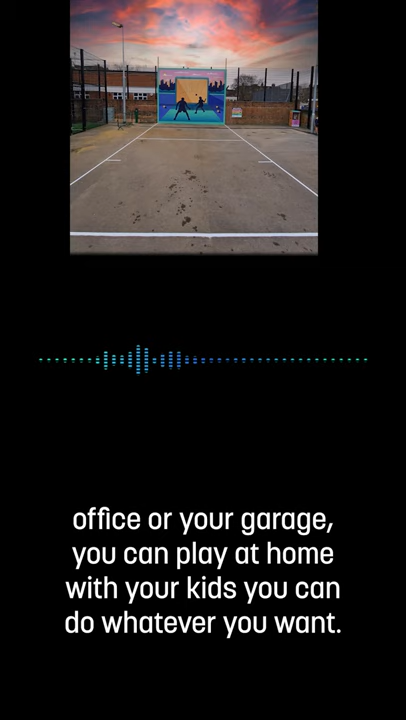 office or your garage,
you can play at home
with your kids you can
do whatever you want.